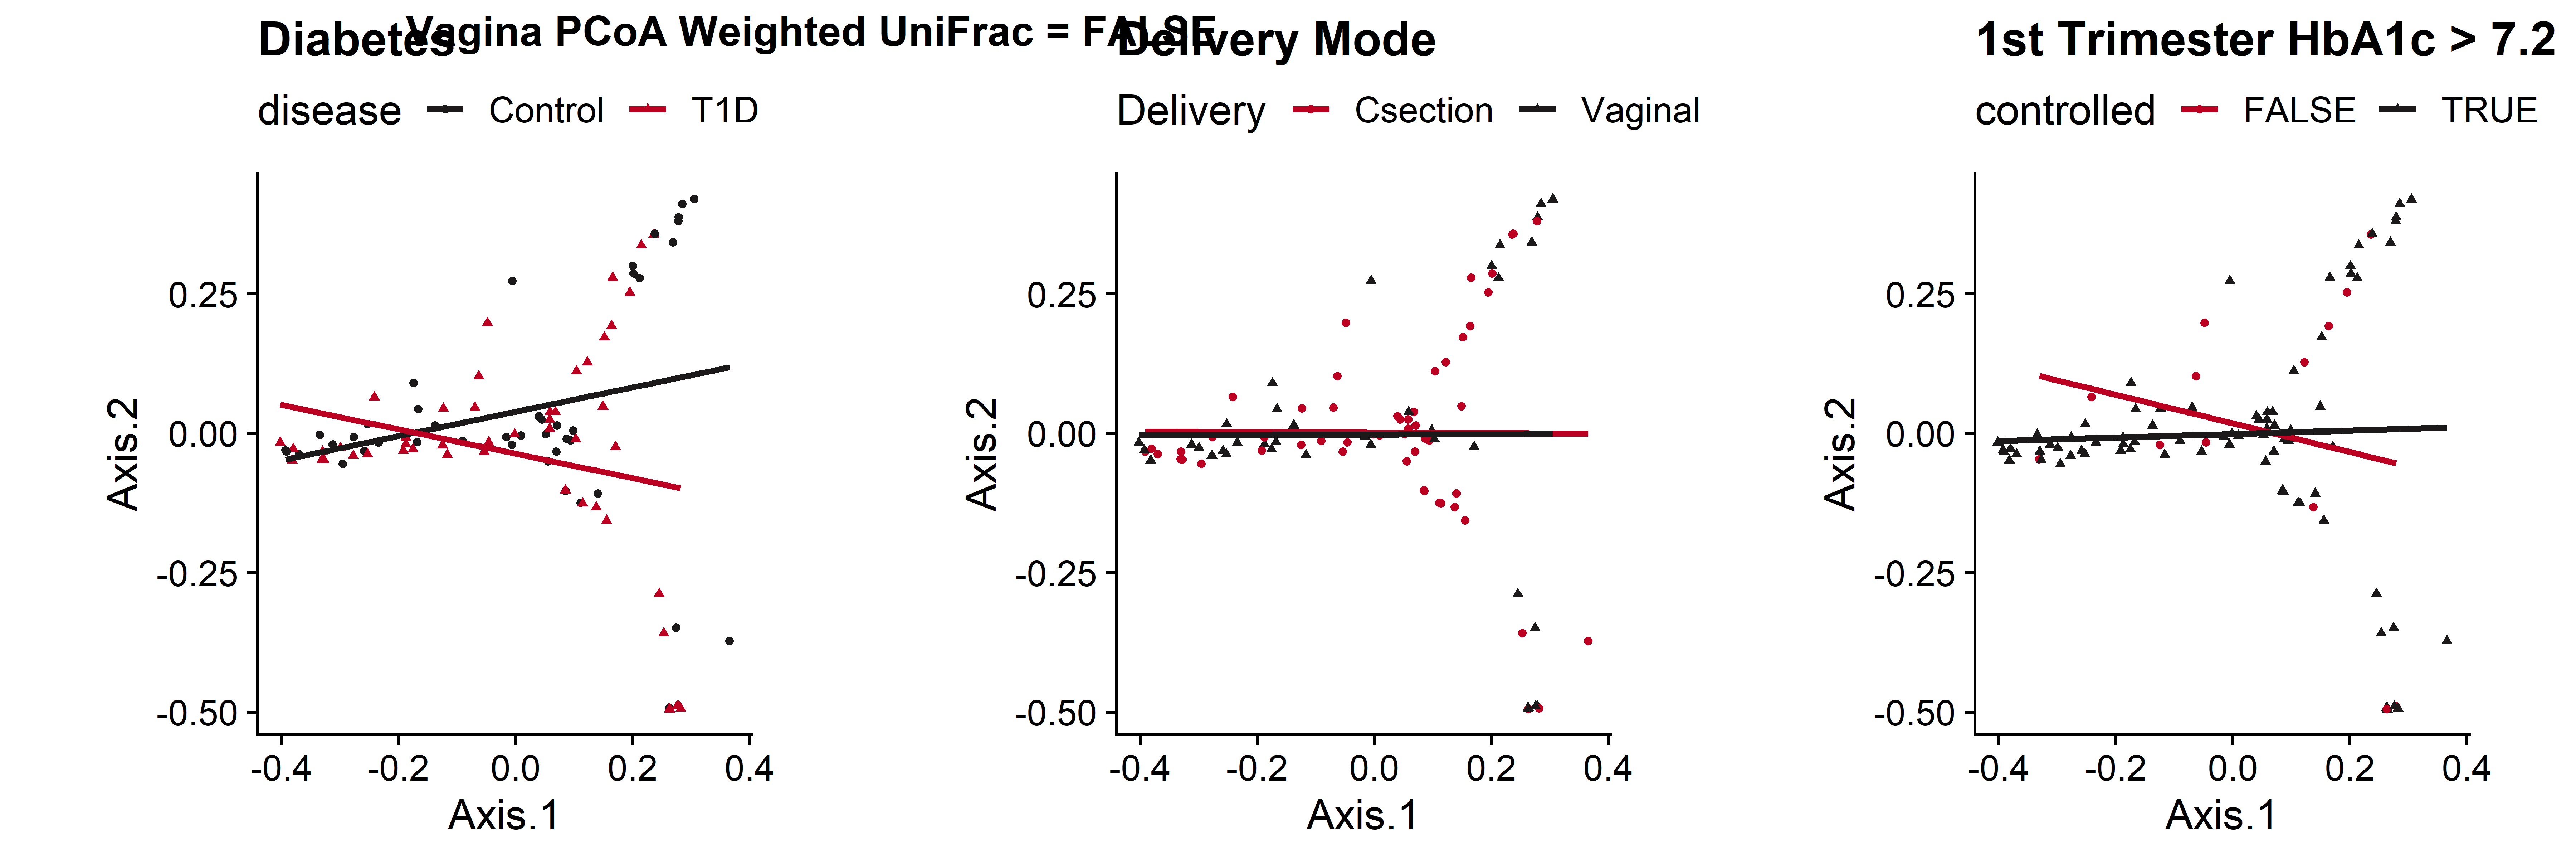 Vagina PCoA Weighted UniFrac = FALSE
Diabetes
disease Control T1D
0.25
0.00
-0.25
-0.50
-0.4 -0.2 0.0 0.2 0.4
Axis.1
Axis.2
Delivery Mode
Delivery Csection Vaginal
0.25
0.00
-0.25
-0.50
-0.4 -0.2 0.0 0.2 0.4
Axis.1
Axis.2
1st Trimester HbA1c > 7.2
controlled FALSE TRUE
0.25
0.00
-0.25
-0.50
-0.4 -0.2 0.0 0.2 0.4
Axis.1
Axis.2